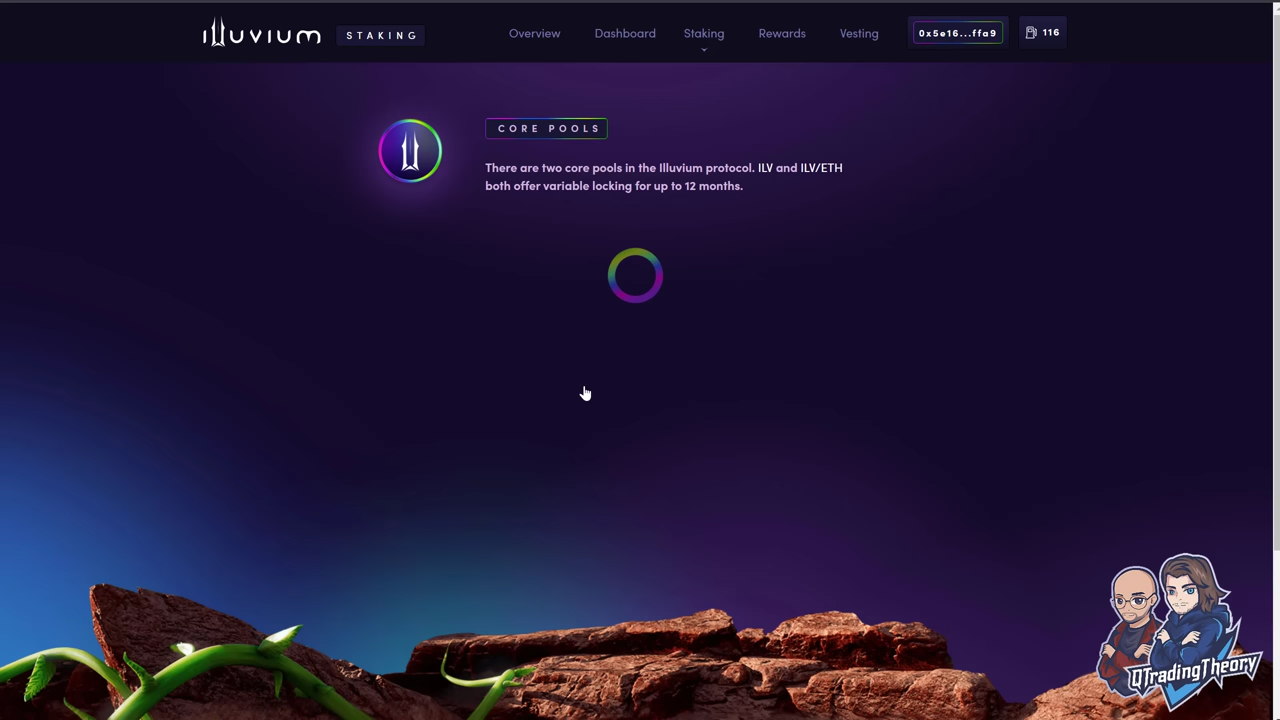 ILLUVIUM
STAKING
Overview
Dashboard
Staking
Rewards
Vesting
0x5e16...ffa9
116
CORE POOLS
There are two core pools in the Illuvium protocol. ILV and ILV/ETH
both offer variable locking for up to 12 months.
QTradingTheory